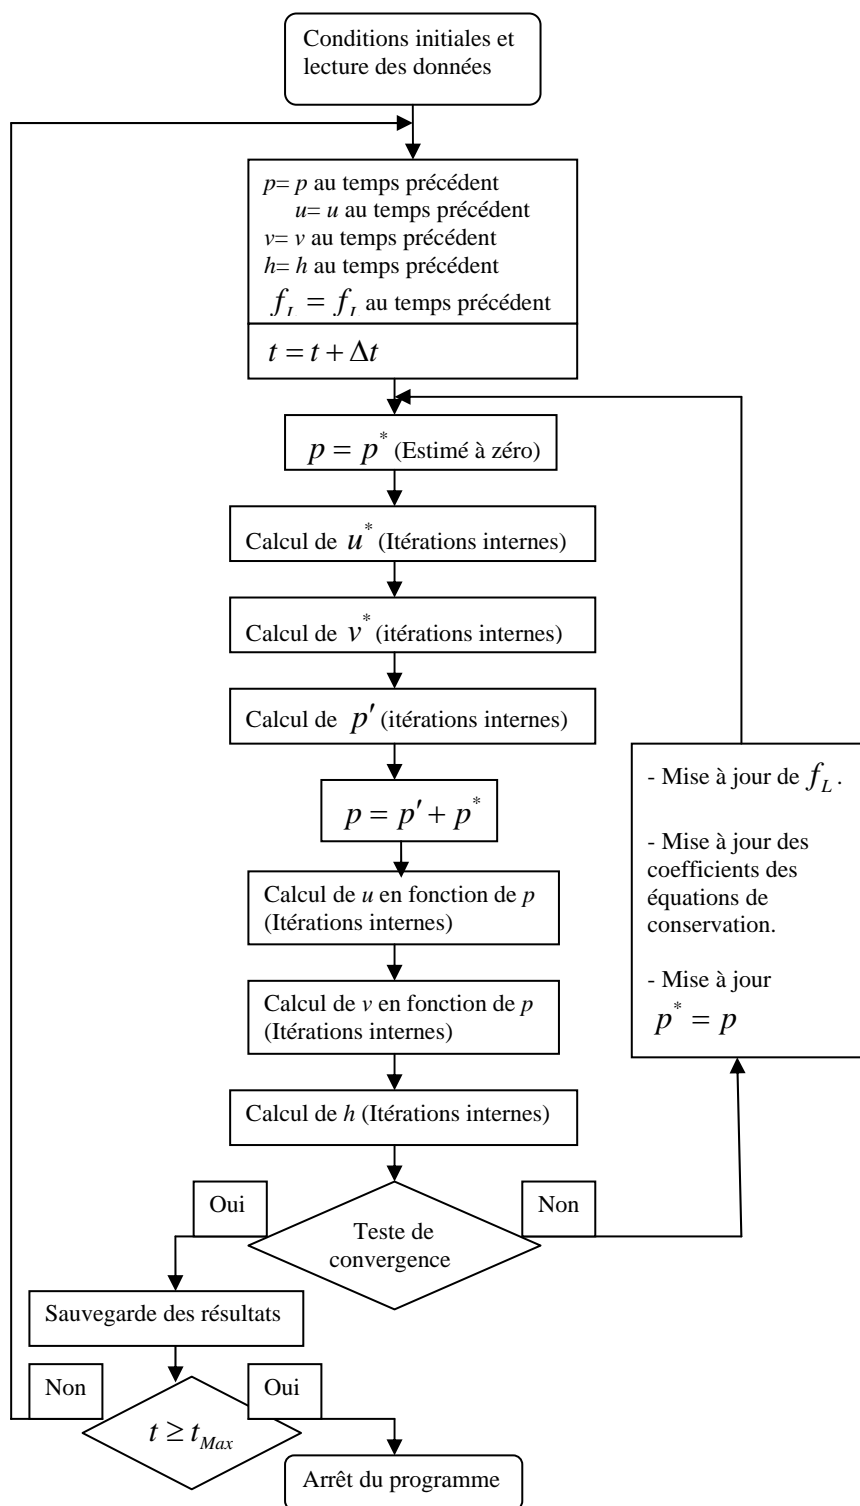 Conditions initiales et
lecture des données
p= p au temps précédent
u= u au temps précédent
v= v au temps précédent
h= h au temps précédent
f_L = f_L au temps précédent
t = t + Δt
p = p* (Estimé à zéro)
Calcul de u* (Itérations internes)
Calcul de v* (itérations internes)
Calcul de p′ (itérations internes)
p = p′ + p*
Calcul de u en fonction de p
(Itérations internes)
Calcul de v en fonction de p
(Itérations internes)
Calcul de h (Itérations internes)
- Mise à jour de f_L.
- Mise à jour des
coefficients des
équations de
conservation.
- Mise à jour
p* = p
Oui
Non
Teste de
convergence
Sauvegarde des résultats
Non
Oui
t ≥ t_Max
Arrêt du programme